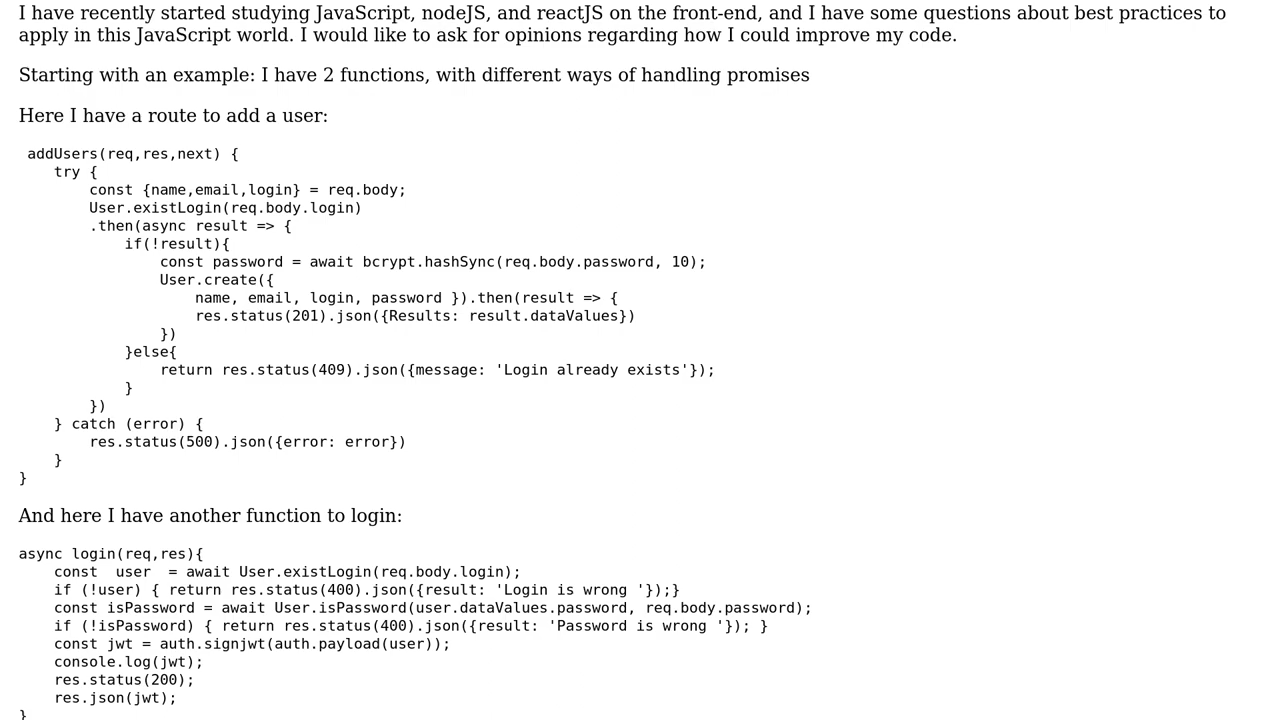 I have recently started studying JavaScript, nodeJS, and reactJS on the front-end, and I have some questions about best practices to
apply in this JavaScript world. I would like to ask for opinions regarding how I could improve my code.
Starting with an example: I have 2 functions, with different ways of handling promises
Here I have a route to add a user:
addUsers(req,res,next) {
    try {
        const {name,email,login} = req.body;
        User.existLogin(req.body.login)
        .then(async result => {
            if(!result){
                const password = await bcrypt.hashSync(req.body.password, 10);
                User.create({
                    name, email, login, password }).then(result => {
                    res.status(201).json({Results: result.dataValues})
                })
            }else{
                return res.status(409).json({message: 'Login already exists'});
            }
        })
    } catch (error) {
        res.status(500).json({error: error})
    }
}
And here I have another function to login:
async login(req,res){
    const  user  = await User.existLogin(req.body.login);
    if (!user) { return res.status(400).json({result: 'Login is wrong '});}
    const isPassword = await User.isPassword(user.dataValues.password, req.body.password);
    if (!isPassword) { return res.status(400).json({result: 'Password is wrong '}); }
    const jwt = auth.signjwt(auth.payload(user));
    console.log(jwt);
    res.status(200);
    res.json(jwt);
}